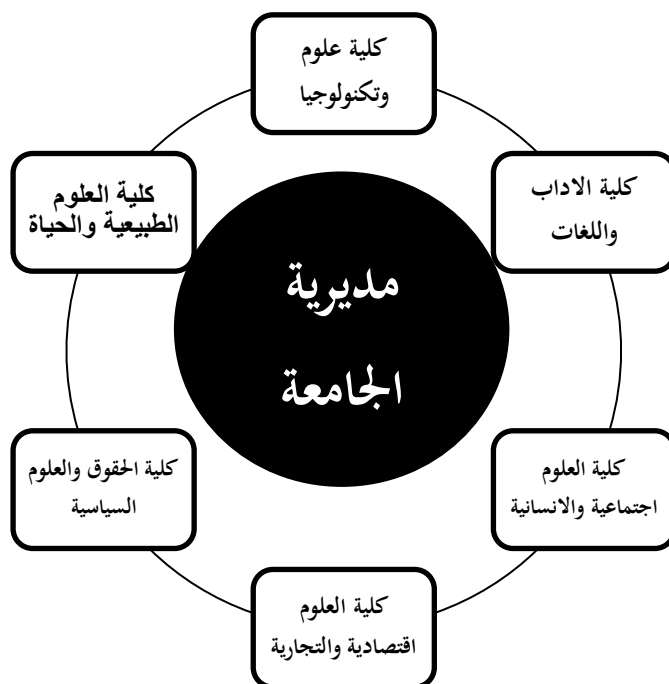 كلية علوم
وتكنولوجيا
كلية الاداب
واللغات
كلية العلوم
الطبيعية والحياة
مديرية
الجامعة
كلية العلوم
اجتماعية والانسانية
كلية الحقوق والعلوم
السياسية
كلية العلوم
اقتصادية والتجارية